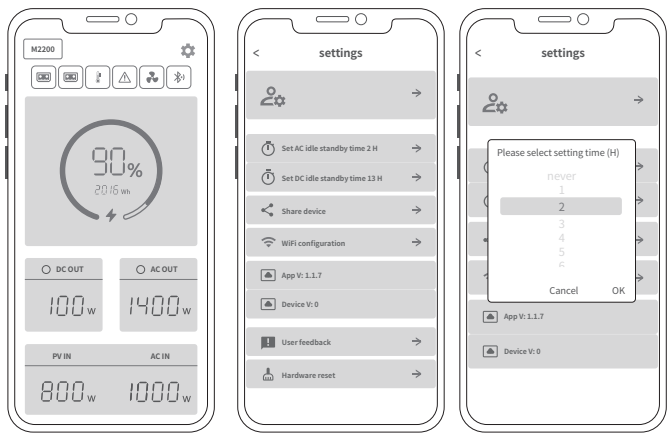 M2200
90%
2016 Wh
DC OUT
AC OUT
100 W
1400 W
PV IN
AC IN
800 W
1000 W
< settings
Set AC idle standby time 2 H
Set DC idle standby time 13 H
Share device
WiFi configuration
App V: 1.1.7
Device V: 0
User feedback
Hardware reset
< settings
Please select setting time (H)
never
1
2
3
4
5
6
Cancel OK
App V: 1.1.7
Device V: 0